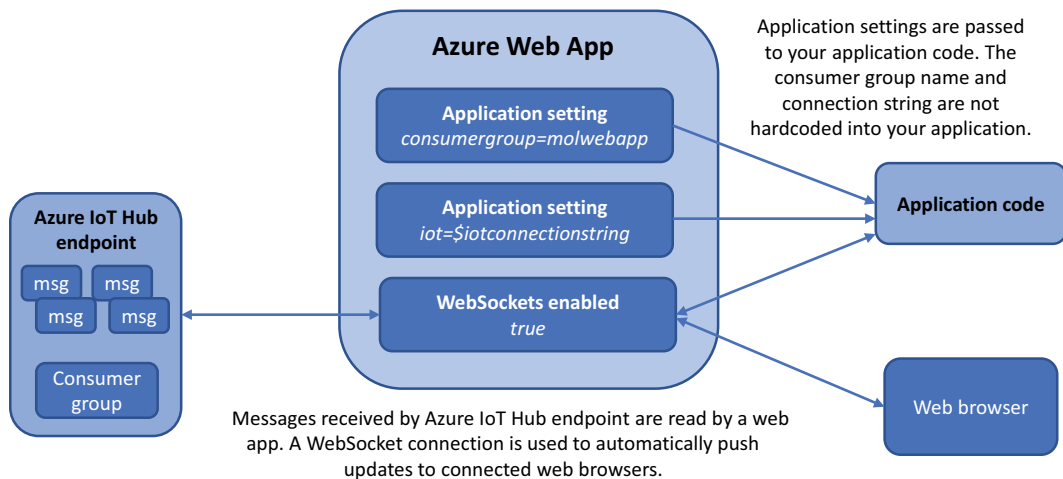 Azure Web App
Application setting
consumergroup=molwebapp
Application setting
iot=$iotconnectionstring
WebSockets enabled
true
Application settings are passed
to your application code. The
consumer group name and
connection string are not
hardcoded into your application.
Azure IoT Hub
endpoint
msg
msg
msg
msg
Consumer
group
Application code
Web browser
Messages received by Azure IoT Hub endpoint are read by a web
app. A WebSocket connection is used to automatically push
updates to connected web browsers.